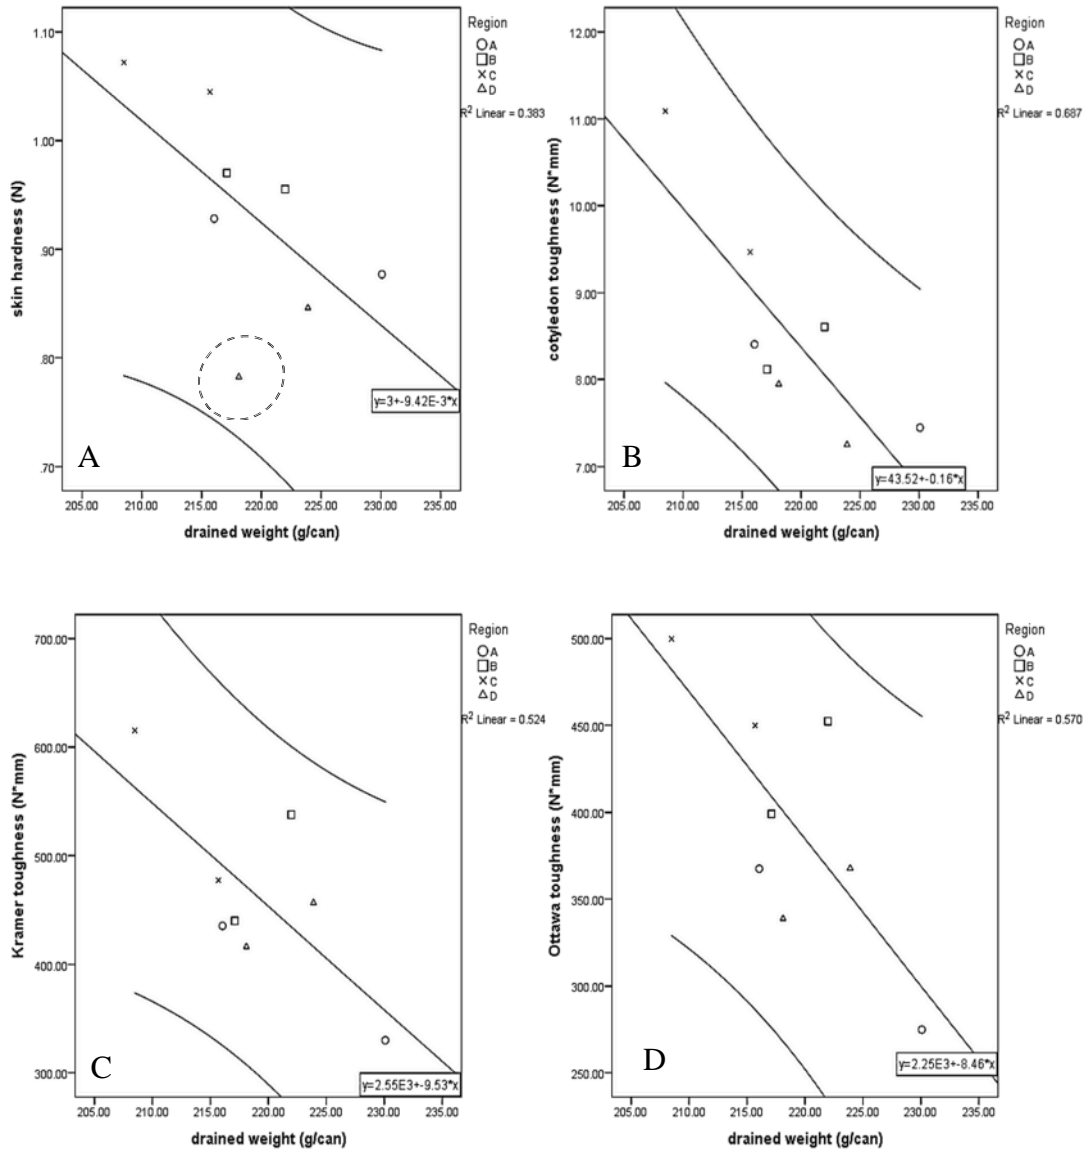 1.10
1.00
.90
.80
.70
skin hardness (N)
205.00 210.00 215.00 220.00 225.00 230.00 235.00
drained weight (g/can)
Region
A
B
C
D
R2 Linear = 0.383
y=3+-9.42E-3*x
A
12.00
11.00
10.00
9.00
8.00
7.00
cotyledon toughness (N*mm)
205.00 210.00 215.00 220.00 225.00 230.00 235.00
drained weight (g/can)
Region
A
B
C
D
R2 Linear = 0.687
y=43.52+-0.16*x
B
700.00
600.00
500.00
400.00
300.00
Kramer toughness (N*mm)
205.00 210.00 215.00 220.00 225.00 230.00 235.00
drained weight (g/can)
Region
A
B
C
D
R2 Linear = 0.524
y=2.55E3+-9.53*x
C
500.00
450.00
400.00
350.00
300.00
250.00
Ottawa toughness (N*mm)
205.00 210.00 215.00 220.00 225.00 230.00 235.00
drained weight (g/can)
Region
A
B
C
D
R2 Linear = 0.570
y=2.25E3+-8.46*x
D